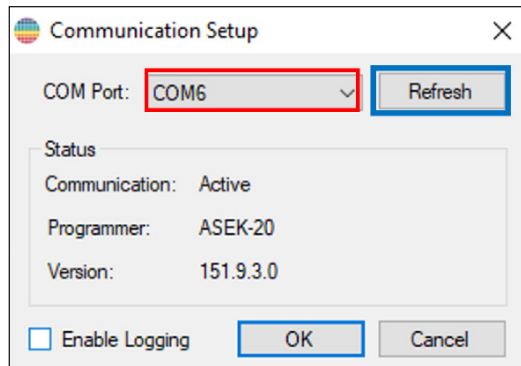 Communication Setup
COM Port: COM6 Refresh
Status
Communication: Active
Programmer: ASEK-20
Version: 151.9.3.0
Enable Logging OK Cancel